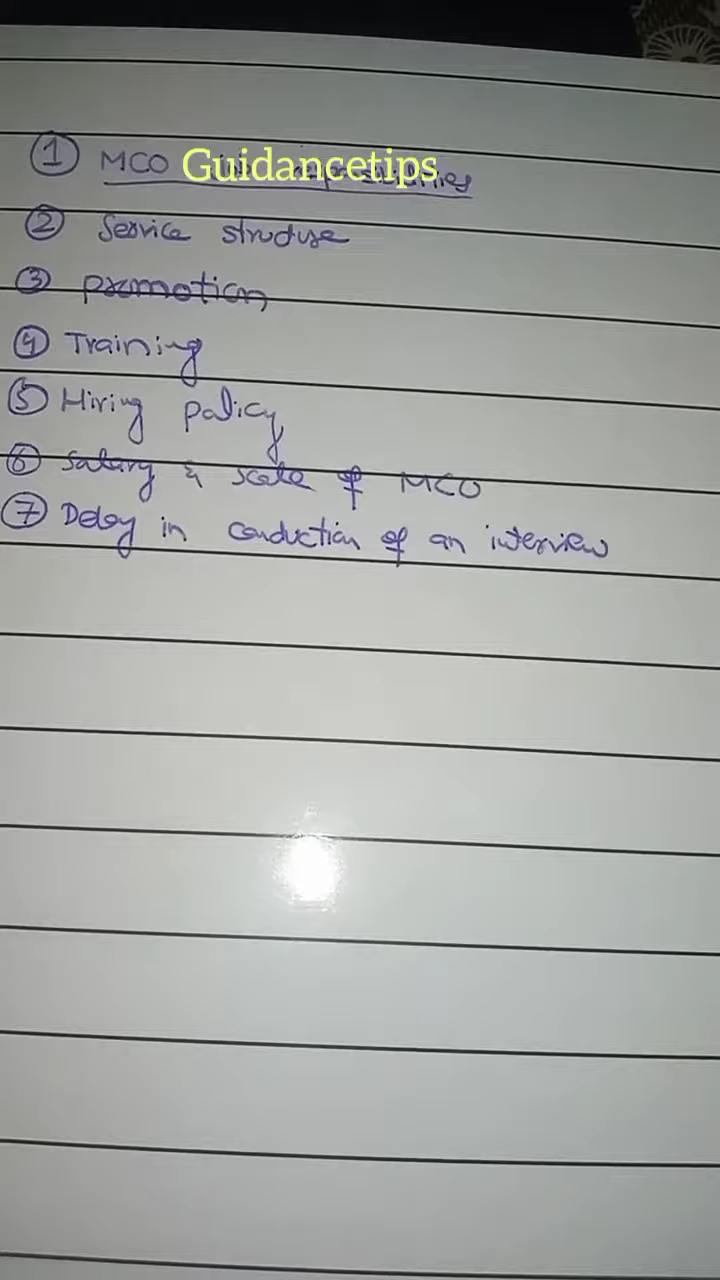 ① MCO Guidancetips
② Service structure
③ promotion
④ Training
⑤ Hiring policy
⑥ Salary & scale of MCO
⑦ Delay in conduction of an interview